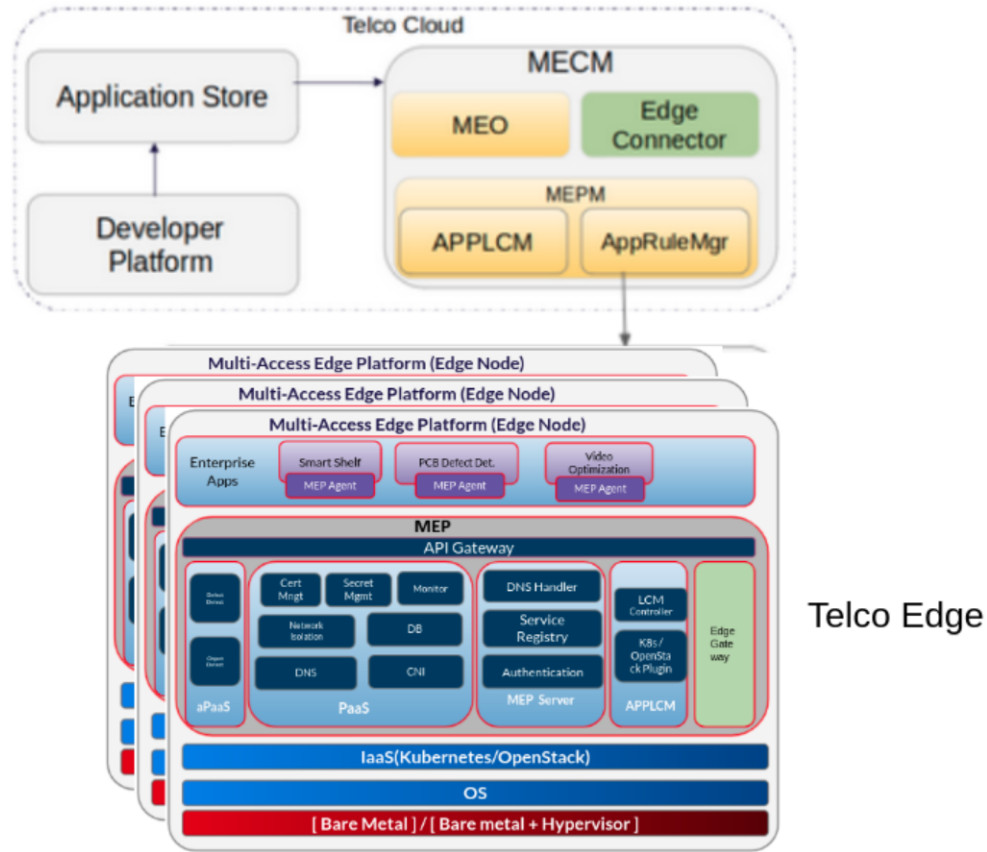 Telco Cloud
Application Store
Developer
Platform
MECM
MEO
Edge
Connector
MEPM
APPLCM
AppRuleMgr
Multi-Access Edge Platform (Edge Node)
E
Multi-Access Edge Platform (Edge Node)
E
Multi-Access Edge Platform (Edge Node)
Enterprise
Apps
Smart Shelf
MEP Agent
PCB Defect Det.
MEP Agent
Video
Optimization
MEP Agent
MEP
API Gateway
Defect
Detect
Object
Detect
aPaaS
Cert
Mngt
Secret
Mgmt
Monitor
Network
Isolation
DB
DNS
CNI
PaaS
DNS Handler
Service
Registry
Authentication
MEP Server
LCM
Controller
K8s/
OpenSta
ck Plugin
APPLCM
Edge
Gate
way
IaaS(Kubernetes/OpenStack)
OS
[ Bare Metal ] / [ Bare metal + Hypervisor ]
Telco Edge